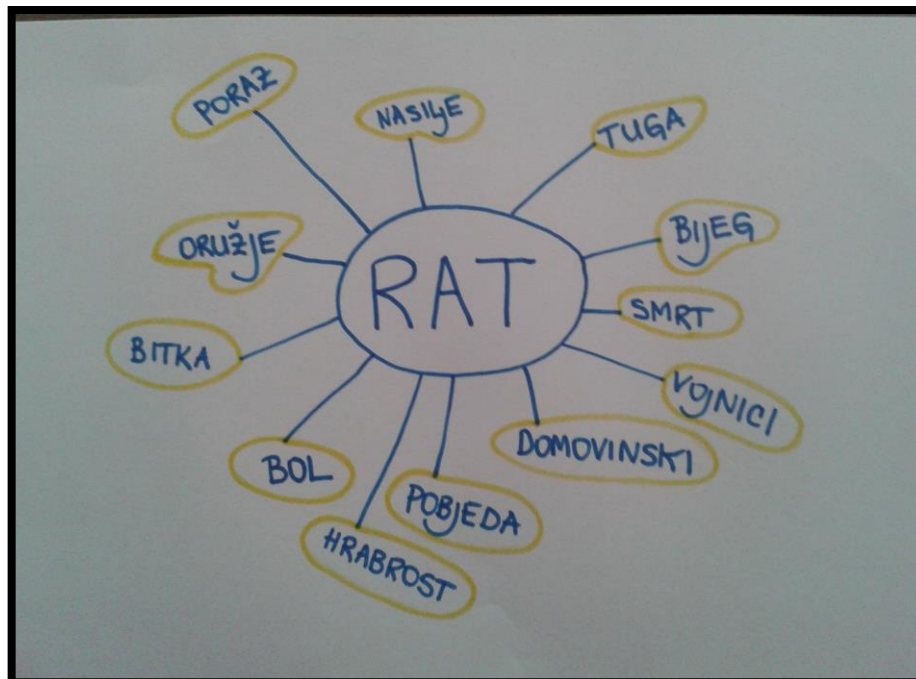 PORAZ
NASILJE
TUGA
ORUŽJE
BIJEG
RAT
SMRT
BITKA
VOJNICI
DOMOVINSKI
BOL
POBJEDA
HRABROST